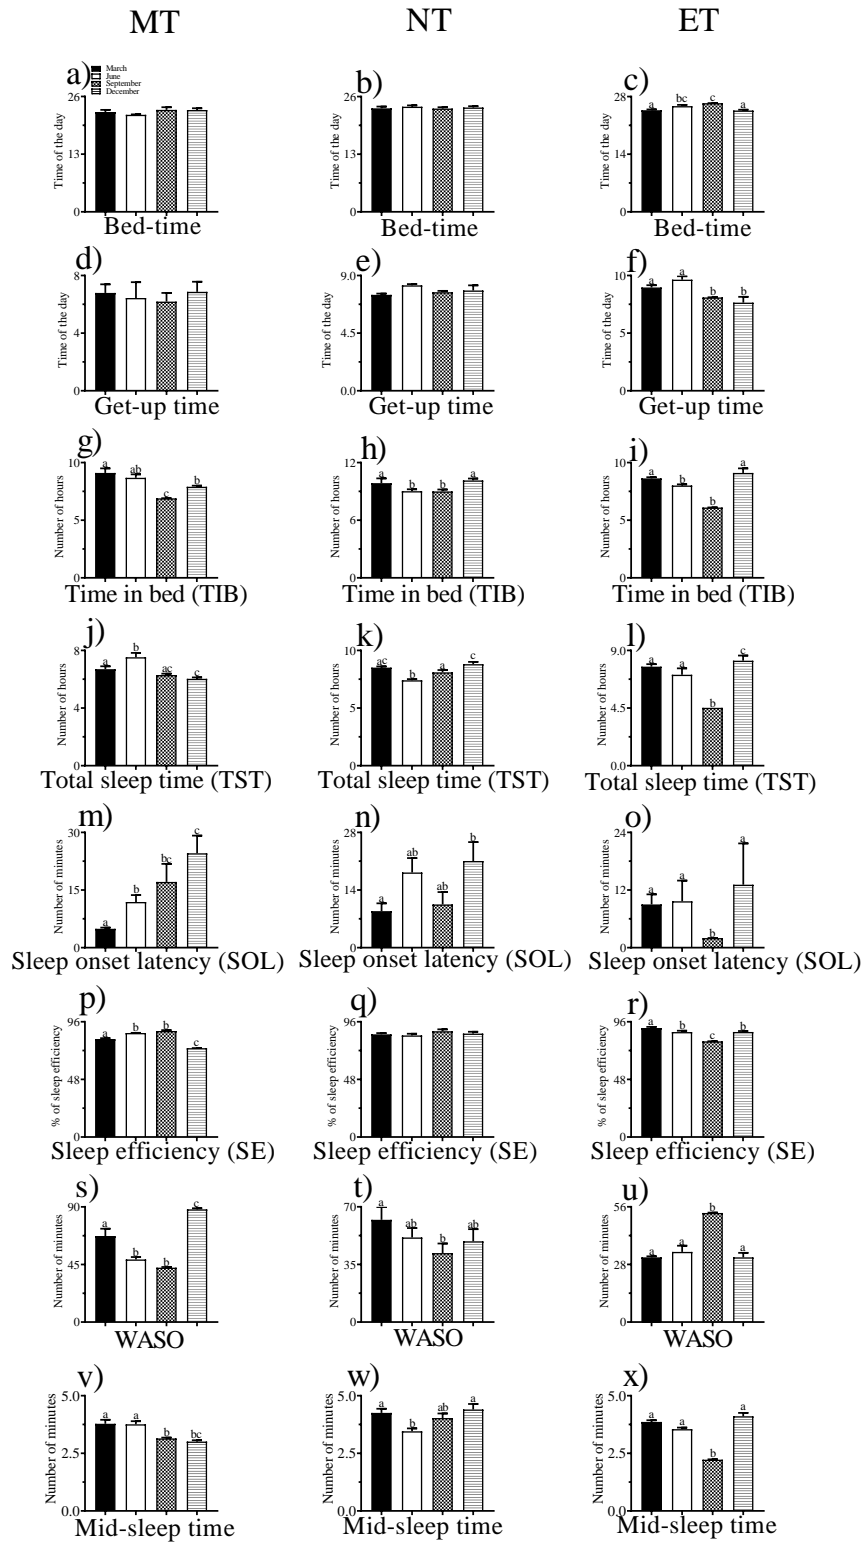 MT NT ET
a) b) c)
March
June
September
December
26 13 0 Time of the day
26 13 0 Time of the day
28 14 0 Time of the day a bc c a
Bed-time Bed-time Bed-time
d) e) f)
8 4 0 Time of the day
9.0 4.5 0.0 Time of the day
10 5 0 Time of the day a a b b
Get-up time Get-up time Get-up time
g) h) i)
10 5 0 Number of hours a ab c b
12 6 0 Number of hours a b b a
10 5 0 Number of hours a b b a
Time in bed (TIB) Time in bed (TIB) Time in bed (TIB)
j) k) l)
8 4 0 Number of hours a b ac c
10 5 0 Number of hours ac b a c
9.0 4.5 0.0 Number of hours a a b c
Total sleep time (TST) Total sleep time (TST) Total sleep time (TST)
m) n) o)
30 15 0 Number of minutes a b bc c
28 14 0 Number of minutes a ab ab b
24 12 0 Number of minutes a a b a
Sleep onset latency (SOL) Sleep onset latency (SOL) Sleep onset latency (SOL)
p) q) r)
96 48 0 % of sleep efficiency a b b c
96 48 0 % of sleep efficiency
96 48 0 % of sleep efficiency a b c b
Sleep efficiency (SE) Sleep efficiency (SE) Sleep efficiency (SE)
s) t) u)
90 45 0 Number of minutes a b b c
70 35 0 Number of minutes a ab b ab
56 28 0 Number of minutes a a b a
WASO WASO WASO
v) w) x)
5.0 2.5 0.0 Number of minutes a a b bc
5.0 2.5 0.0 Number of minutes a b ab a
5.0 2.5 0.0 Number of minutes a a b a
Mid-sleep time Mid-sleep time Mid-sleep time